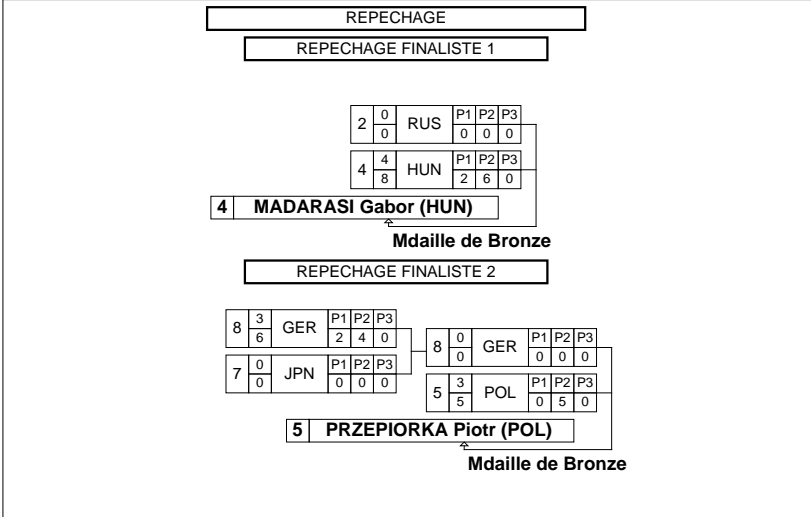 REPECHAGE
REPECHAGE FINALISTE 1
2 0 RUS P1 P2 P3
0 0 0 0
4 4 HUN P1 P2 P3
8 2 6 0
4 MADARASI Gabor (HUN)
Mdaille de Bronze
REPECHAGE FINALISTE 2
8 3 GER P1 P2 P3
6 2 4 0
7 0 JPN P1 P2 P3
0 0 0 0
8 0 GER P1 P2 P3
0 0 0 0
5 3 POL P1 P2 P3
5 0 5 0
5 PRZEPIORKA Piotr (POL)
Mdaille de Bronze